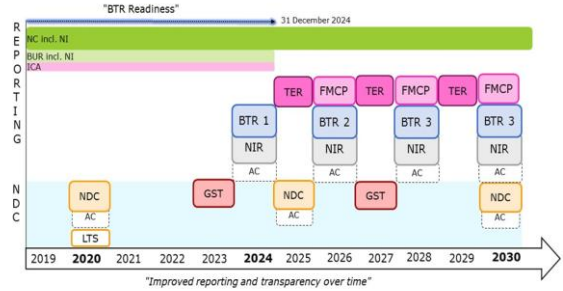 "BTR Readiness"
31 December 2024
REPORTING
NC incl. NI
BUR incl. NI
ICA
TER FMCP TER FMCP TER FMCP
BTR 1 BTR 2 BTR 3 BTR 3
NIR NIR NIR NIR
AC AC AC AC
NDC
NDC GST NDC GST NDC
AC AC AC
LTS
2019 2020 2021 2022 2023 2024 2025 2026 2027 2028 2029 2030
"Improved reporting and transparency over time"